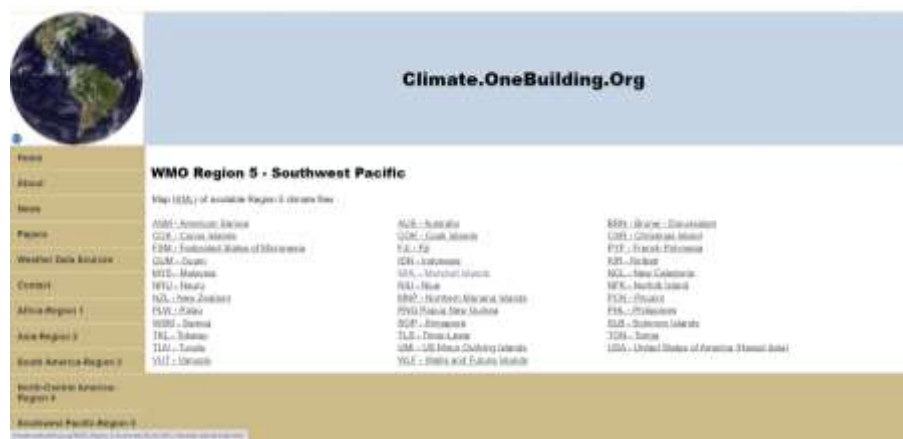 Climate.OneBuilding.Org
Home
About
News
Papers
Weather Data Sources
Contact
Africa-Region 1
Asia-Region 2
South America-Region 3
North-Central America-Region 4
Southwest Pacific-Region 5
WMO Region 5 - Southwest Pacific
Map (KML) of available Region 5 climate files
ASM - American Samoa
AUS - Australia
BRN - Brunei - Darussalam
CCK - Cocos Islands
COK - Cook Islands
CXR - Christmas Island
FSM - Federated States of Micronesia
FJI - Fiji
PYF - French Polynesia
GUM - Guam
IDN - Indonesia
KIR - Kiribati
MYS - Malaysia
MHL - Marshall Islands
NCL - New Caledonia
NRU - Nauru
NIU - Niue
NFK - Norfolk Island
NZL - New Zealand
MNP - Northern Mariana Islands
PCN - Pitcairn
PLW - Palau
PNG Papua New Guinea
PHL - Philippines
WSM - Samoa
SGP - Singapore
SLB - Solomon Islands
TKL - Tokelau
TLS - Timor-Leste
TON - Tonga
TUV - Tuvalu
UMI - US Minor Outlying Islands
USA - United States of America (Hawaii data)
VUT - Vanuatu
WLF - Wallis and Futuna Islands